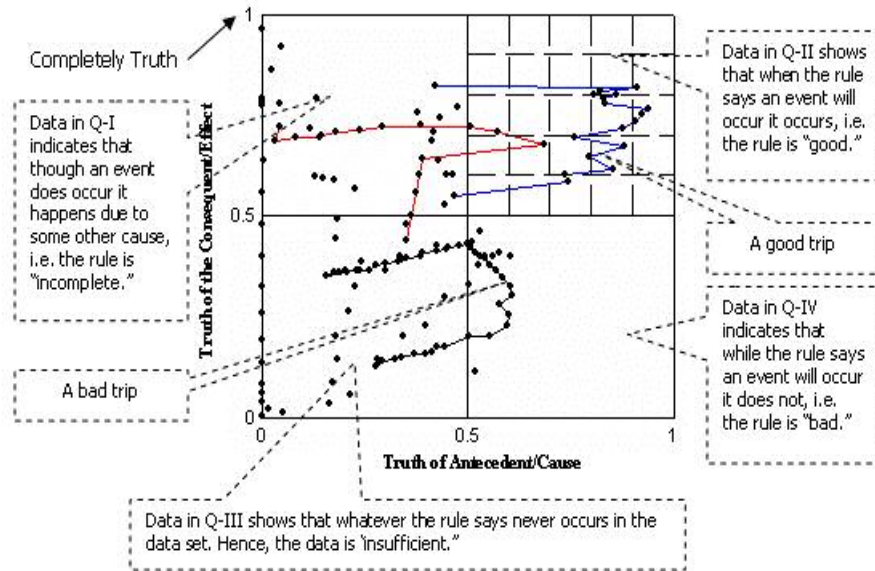 1
Completely Truth
Data in Q-I
indicates that
though an event
does occur it
happens due to
some other cause,
i.e. the rule is
“incomplete.”
Truth of the Consequent/Effect
0.5
A bad trip
0
0
0.5
1
Truth of Antecedent/Cause
Data in Q-II shows
that when the rule
says an event will
occur it occurs, i.e.
the rule is “good.”
A good trip
Data in Q-IV
indicates that
while the rule says
an event will occur
it does not, i.e.
the rule is “bad.”
Data in Q-III shows that whatever the rule says never occurs in the
data set. Hence, the data is ‘insufficient.”